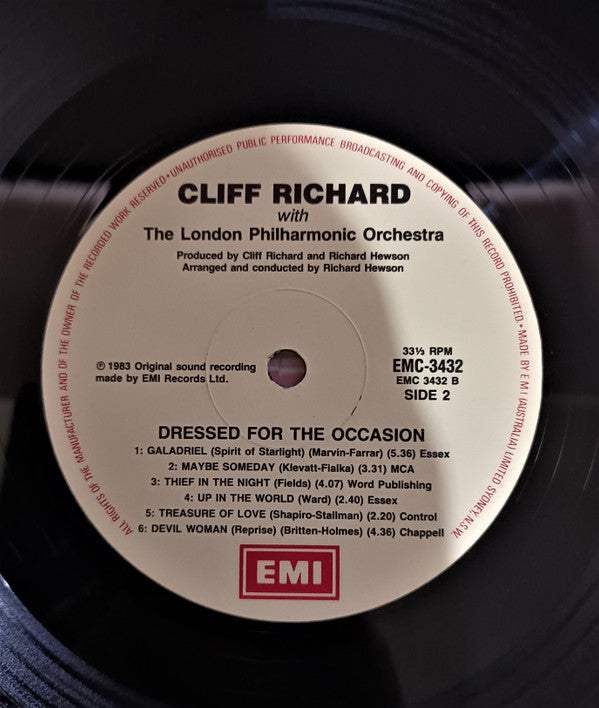 ALL RIGHTS OF THE MANUFACTURER AND OF THE OWNER OF THE RECORDED WORK RESERVED • UNAUTHORISED PUBLIC PERFORMANCE BROADCASTING AND COPYING OF THIS RECORD PROHIBITED. • MADE BY E M I (AUSTRALIA) LIMITED SYDNEY, N.S.W.
CLIFF RICHARD
with
The London Philharmonic Orchestra
Produced by Cliff Richard and Richard Hewson
Arranged and conducted by Richard Hewson
℗ 1983 Original sound recording
made by EMI Records Ltd.
33⅓ RPM
EMC-3432
EMC 3432 B
SIDE 2
DRESSED FOR THE OCCASION
1: GALADRIEL (Spirit of Starlight) (Marvin-Farrar) (5.36) Essex
2: MAYBE SOMEDAY (Klevatt-Fialka) (3.31) MCA
3: THIEF IN THE NIGHT (Fields) (4.07) Word Publishing
4: UP IN THE WORLD (Ward) (2.40) Essex
5: TREASURE OF LOVE (Shapiro-Stallman) (2.20) Control
6: DEVIL WOMAN (Reprise) (Britten-Holmes) (4.36) Chappell
EMI